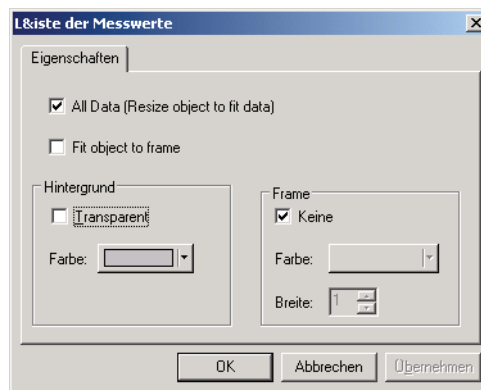 L&iste der Messwerte
Eigenschaften
All Data (Resize object to fit data)
Fit object to frame
Hintergrund
Transparent
Farbe:
Frame
Keine
Farbe:
Breite: 1
OK Abbrechen Übernehmen